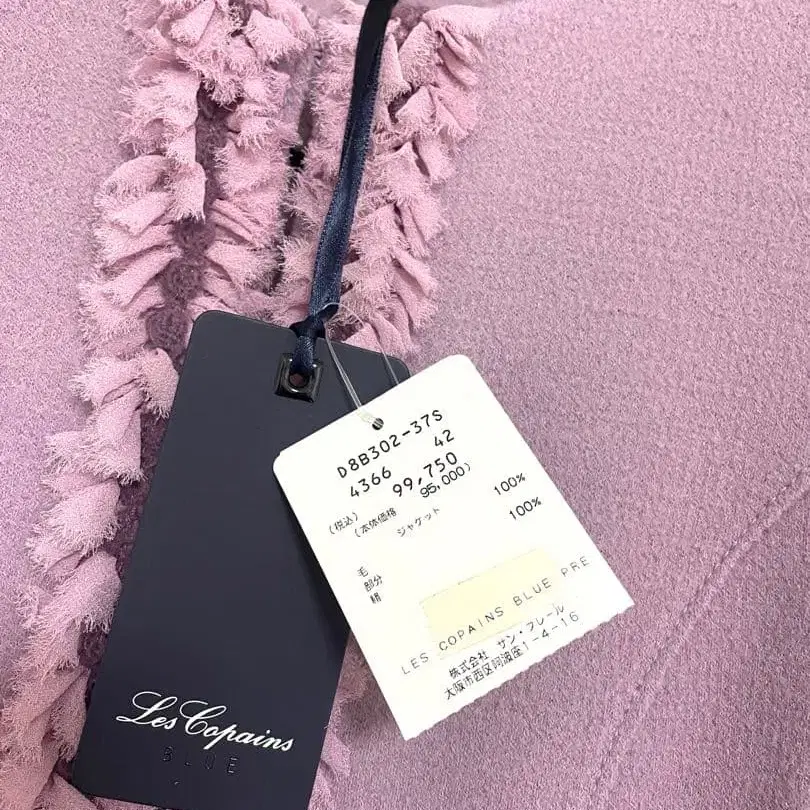 Les Copains
BLUE
D8B302-37S
4366 42
(税込) 99,750
(本体価格 95,000)
ジャケット
毛 100%
部分
絹 100%
LES COPAINS BLUE PRE
株式会社 サン・フレール
大阪市西区阿波座1-4-16